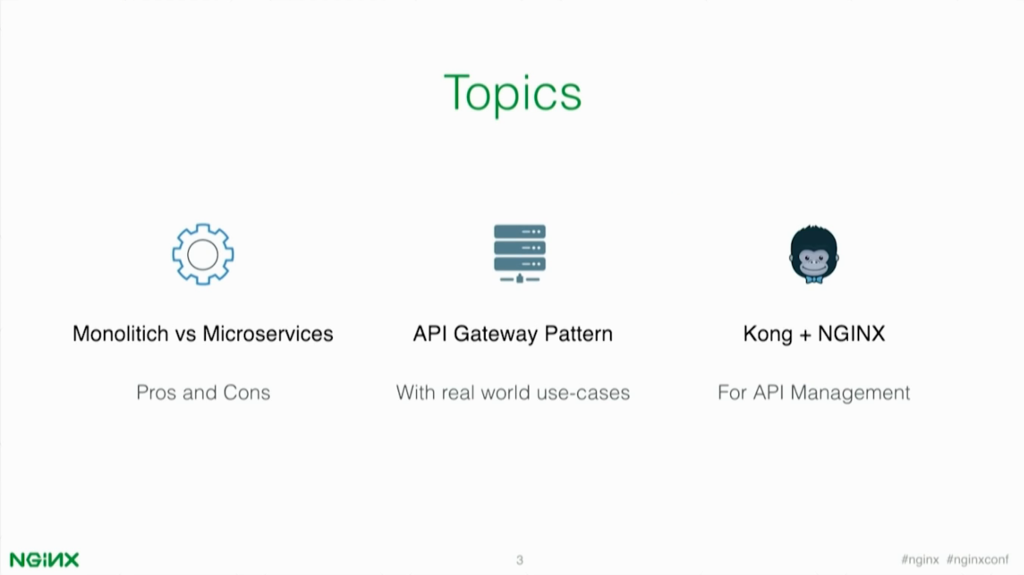 Topics
Monolitich vs Microservices
API Gateway Pattern
Kong + NGINX
Pros and Cons
With real world use-cases
For API Management
NGINX
3
#nginx #nginxconf